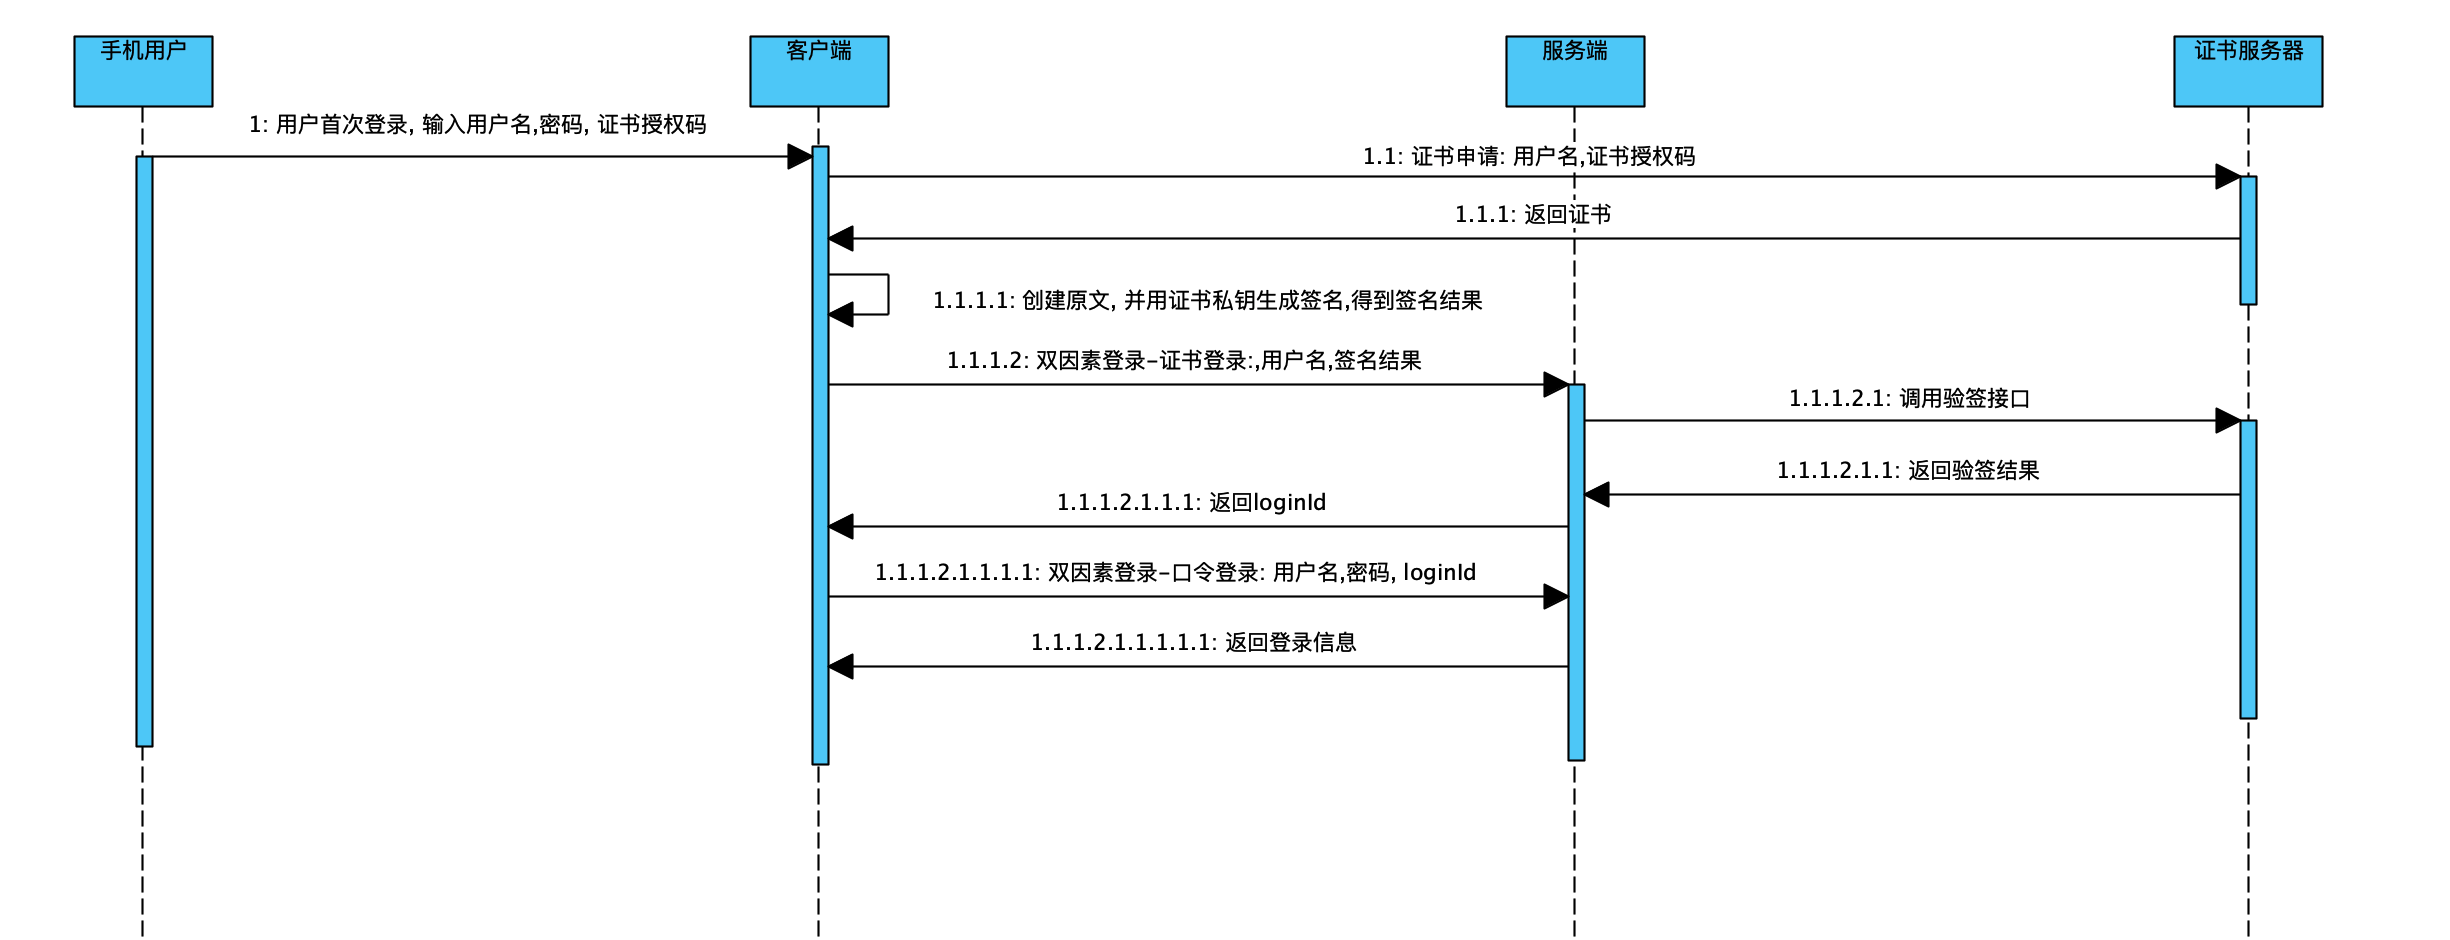 手机用户
客户端
服务端
证书服务器
1: 用户首次登录, 输入用户名,密码, 证书授权码
1.1: 证书申请: 用户名,证书授权码
1.1.1: 返回证书
1.1.1.1: 创建原文, 并用证书私钥生成签名,得到签名结果
1.1.1.2: 双因素登录-证书登录:,用户名,签名结果
1.1.1.2.1: 调用验签接口
1.1.1.2.1.1: 返回验签结果
1.1.1.2.1.1.1: 返回loginId
1.1.1.2.1.1.1.1: 双因素登录-口令登录: 用户名,密码, loginId
1.1.1.2.1.1.1.1.1: 返回登录信息